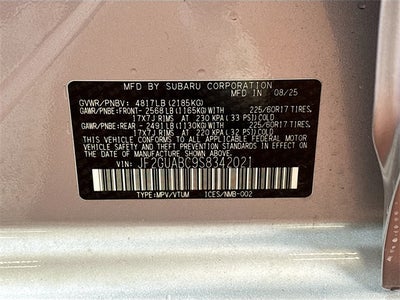 MFD BY SUBARU CORPORATION
MFD IN 08/25
GVWR/PNBV: 4817LB(2185KG)
GAWR/PNBE:FRONT- 2568LB(1165KG)WITH 225/60R17 TIRES,
17X7J RIMS AT 230 KPA(33 PSI)COLD
GAWR/PNBE:REAR - 2491LB(1130KG)WITH 225/60R17 TIRES,
17X7J RIMS AT 220 KPA(32 PSI)COLD
THIS VEHICLE CONFORMS TO ALL APPLICABLE FEDERAL MOTOR
VEHICLE SAFETY AND THEFT PREVENTION STANDARDS IN
EFFECT ON THE DATE OF MANUFACTURE SHOWN ABOVE.
VIN: JF2GUABC9S8342021
TYPE:MPV/VTUM ICES/NMB-002